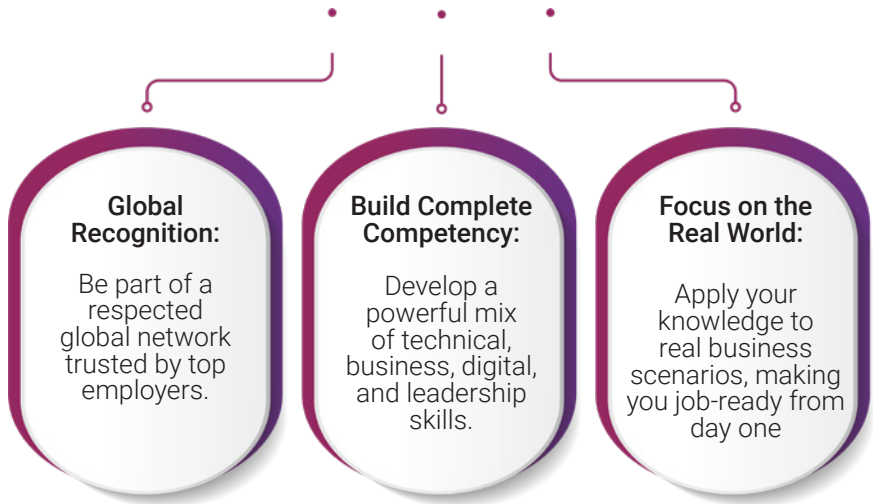 Global
Recognition:
Be part of a
respected
global network
trusted by top
employers.
Build Complete
Competency:
Develop a
powerful mix
of technical,
business, digital,
and leadership
skills.
Focus on the
Real World:
Apply your
knowledge to
real business
scenarios, making
you job-ready from
day one